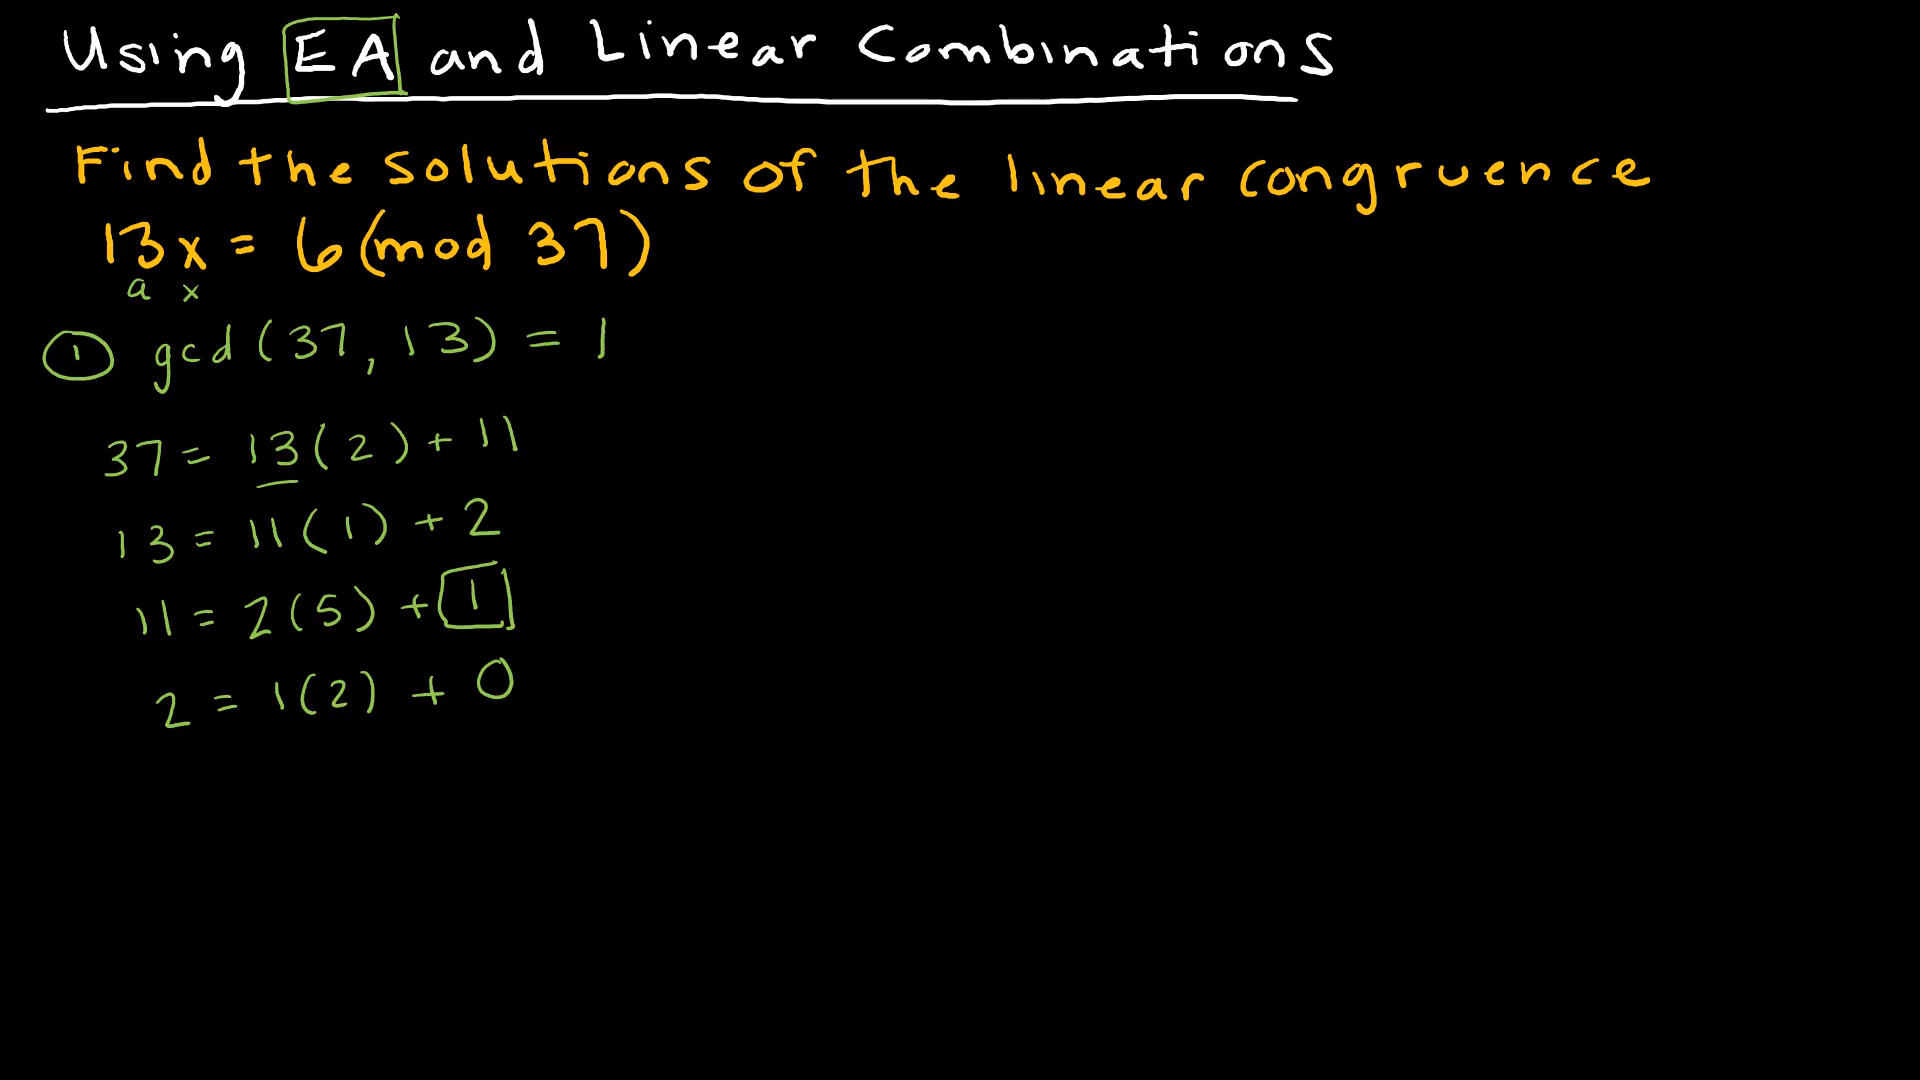 Using EA and Linear Combinations
Find the solutions of the linear congruence
13x = 6 (mod 37)
a x
1 gcd (37, 13) = 1
37 = 13(2) + 11
13 = 11(1) + 2
11 = 2(5) + 1
2 = 1(2) + 0